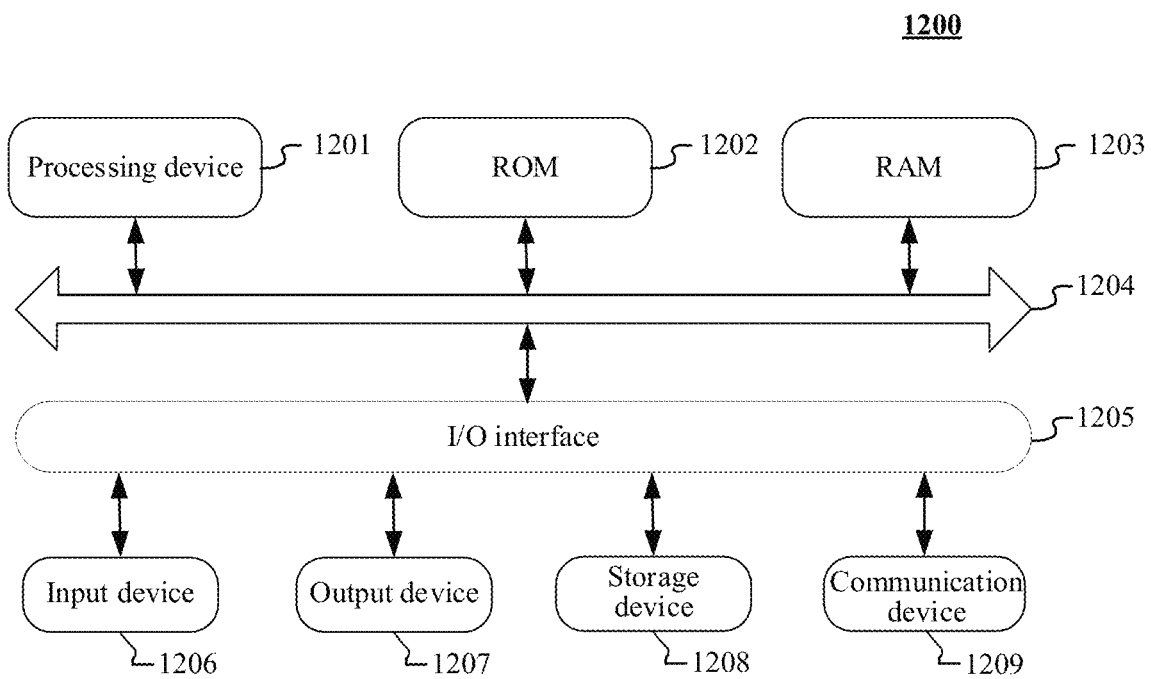 1200
Processing device
1201
ROM
1202
RAM
1203
1204
I/O interface
1205
Input device
Output device
Storage
device
Communication
device
1206
1207
1208
1209